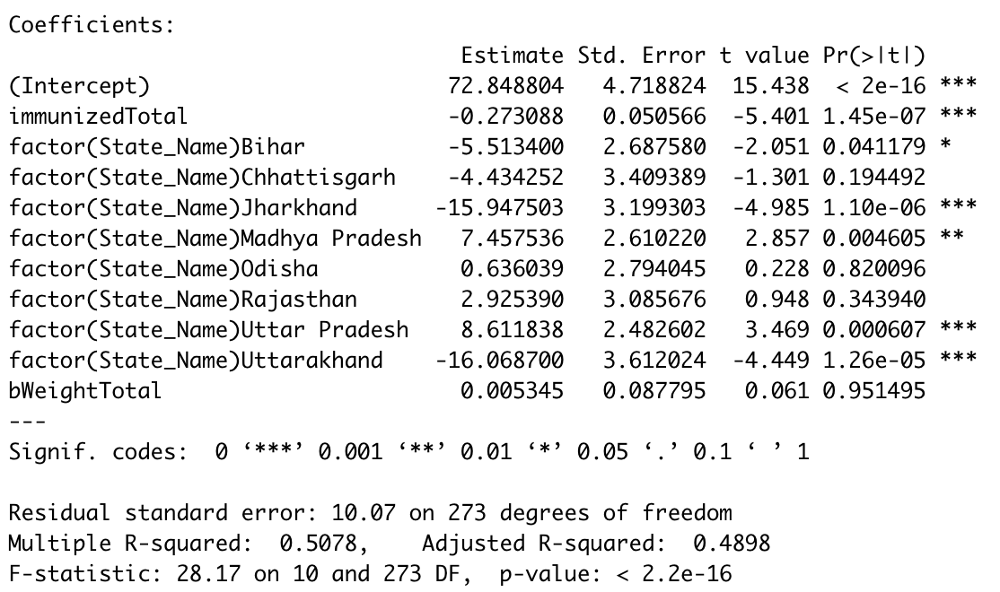 Coefficients:
Estimate Std. Error t value Pr(>|t|)
(Intercept) 72.848804 4.718824 15.438 < 2e-16 ***
immunizedTotal -0.273088 0.050566 -5.401 1.45e-07 ***
factor(State_Name)Bihar -5.513400 2.687580 -2.051 0.041179 *
factor(State_Name)Chhattisgarh -4.434252 3.409389 -1.301 0.194492
factor(State_Name)Jharkhand -15.947503 3.199303 -4.985 1.10e-06 ***
factor(State_Name)Madhya Pradesh 7.457536 2.610220 2.857 0.004605 **
factor(State_Name)Odisha 0.636039 2.794045 0.228 0.820096
factor(State_Name)Rajasthan 2.925390 3.085676 0.948 0.343940
factor(State_Name)Uttar Pradesh 8.611838 2.482602 3.469 0.000607 ***
factor(State_Name)Uttarakhand -16.068700 3.612024 -4.449 1.26e-05 ***
bWeightTotal 0.005345 0.087795 0.061 0.951495
---
Signif. codes: 0 ‘***’ 0.001 ‘**’ 0.01 ‘*’ 0.05 ‘.’ 0.1 ‘ ’ 1
Residual standard error: 10.07 on 273 degrees of freedom
Multiple R-squared: 0.5078, Adjusted R-squared: 0.4898
F-statistic: 28.17 on 10 and 273 DF, p-value: < 2.2e-16